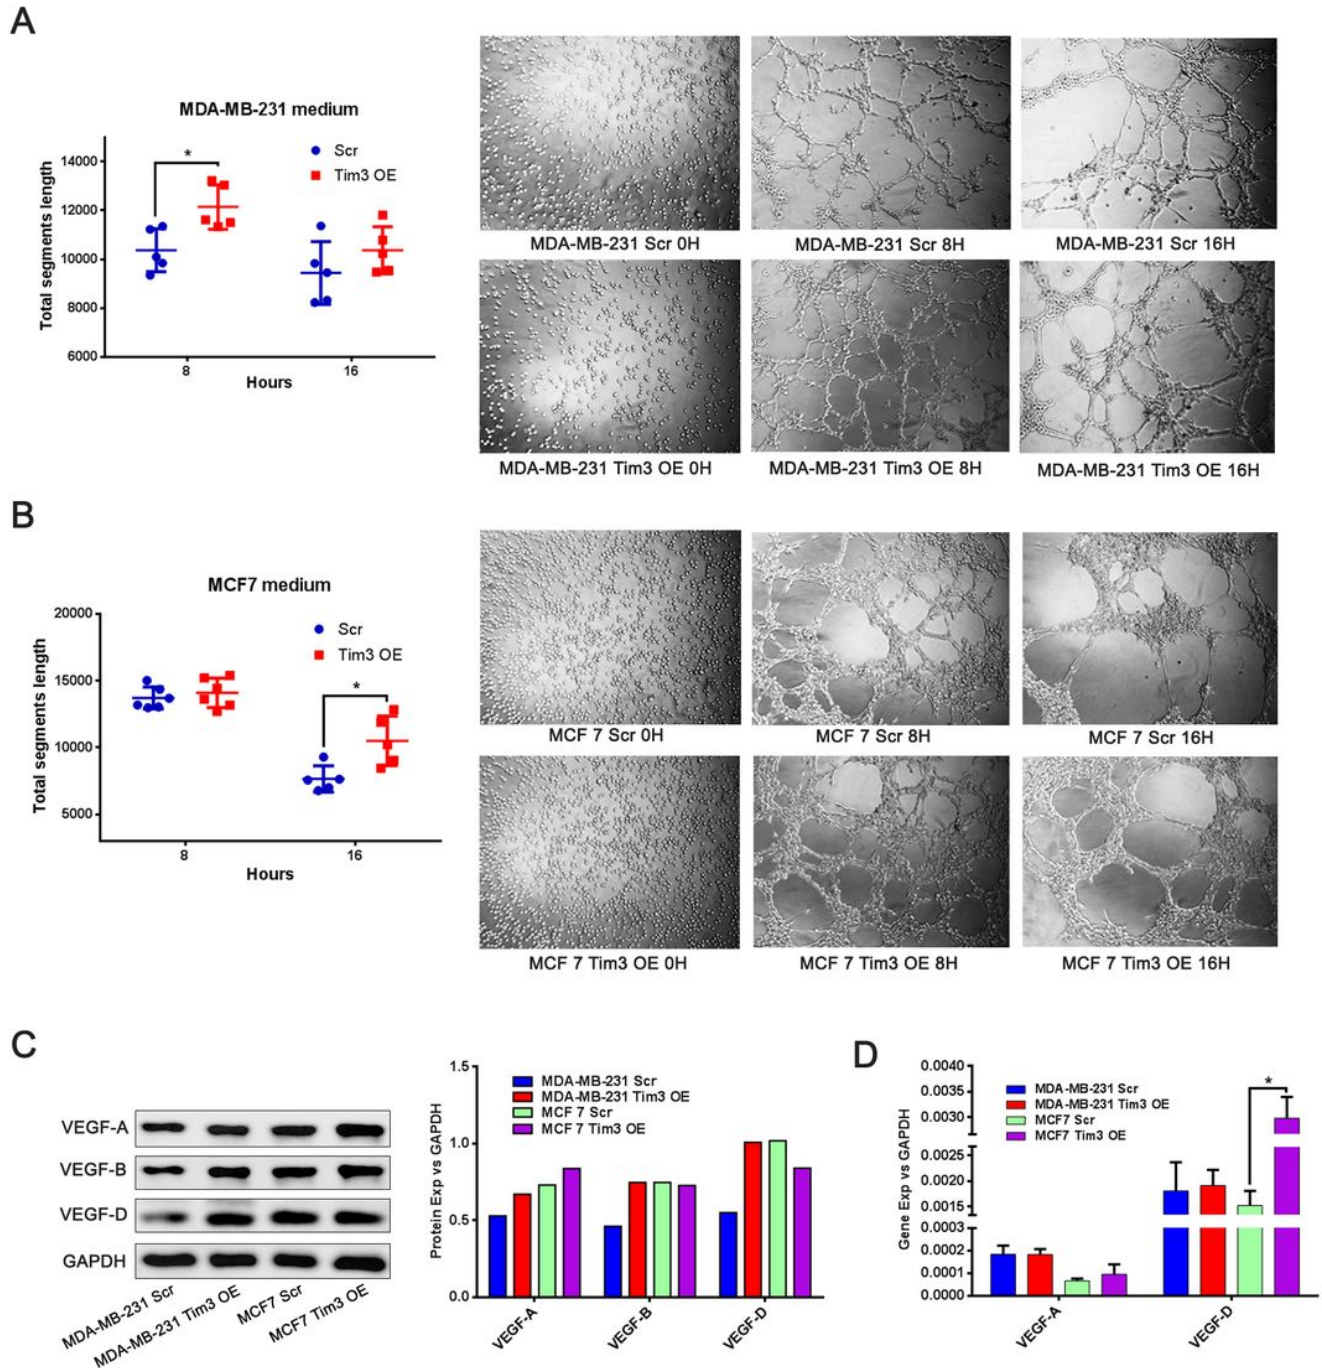 A
MDA-MB-231 medium
Total segments length
14000
12000
10000
8000
6000
*
Scr
Tim3 OE
8
16
Hours
MDA-MB-231 Scr 0H
MDA-MB-231 Scr 8H
MDA-MB-231 Scr 16H
MDA-MB-231 Tim3 OE 0H
MDA-MB-231 Tim3 OE 8H
MDA-MB-231 Tim3 OE 16H
B
MCF7 medium
Total segments length
20000
15000
10000
5000
Scr
Tim3 OE
*
8
16
Hours
MCF 7 Scr 0H
MCF 7 Scr 8H
MCF 7 Scr 16H
MCF 7 Tim3 OE 0H
MCF 7 Tim3 OE 8H
MCF 7 Tim3 OE 16H
C
VEGF-A
VEGF-B
VEGF-D
GAPDH
MDA-MB-231 Scr
MDA-MB-231 Tim3 OE
MCF7 Scr
MCF7 Tim3 OE
Protein Exp vs GAPDH
1.5
1.0
0.5
0.0
MDA-MB-231 Scr
MDA-MB-231 Tim3 OE
MCF 7 Scr
MCF 7 Tim3 OE
VEGF-A
VEGF-B
VEGF-D
D
Gene Exp vs GAPDH
0.0040
0.0035
0.0030
0.0025
0.0020
0.0015
0.0003
0.0002
0.0001
0.0000
MDA-MB-231 Scr
MDA-MB-231 Tim3 OE
MCF7 Scr
MCF7 Tim3 OE
*
VEGF-A
VEGF-D